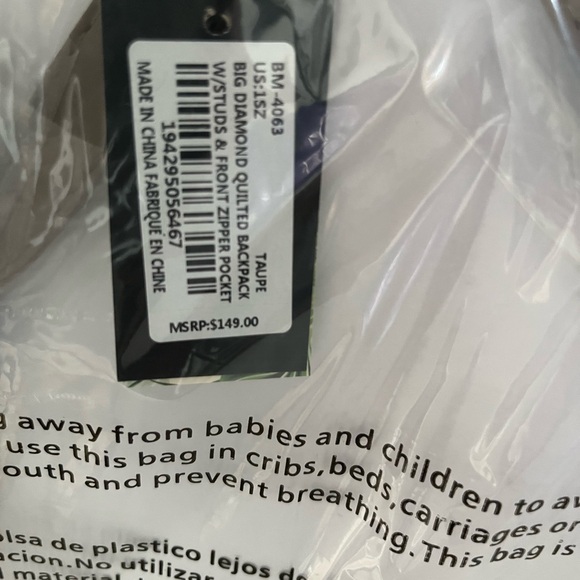 BM-4063
US:1SZ
TAUPE
BIG DIAMOND QUILTED BACKPACK
W/STUDS & FRONT ZIPPER POCKET
194295056467
MADE IN CHINA FABRIQUE EN CHINE
MSRP:$149.00
away from babies and children to
use this bag in cribs,beds,carriages or
outh and prevent breathing.This bag is
olsa de plastico lejos de
acion.No utilizar
material